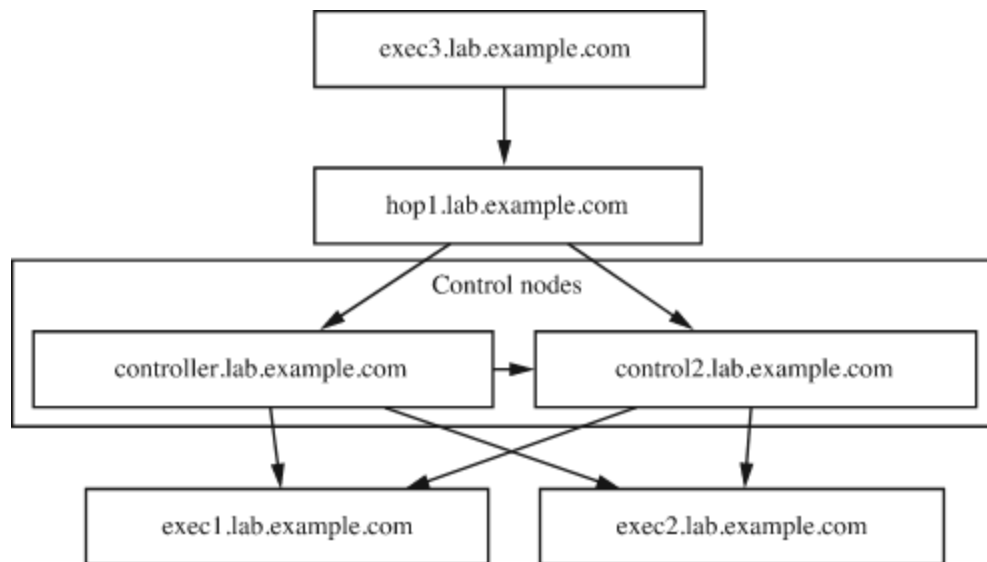 exec3.lab.example.com
hop1.lab.example.com
Control nodes
controller.lab.example.com
control2.lab.example.com
exec1.lab.example.com
exec2.lab.example.com